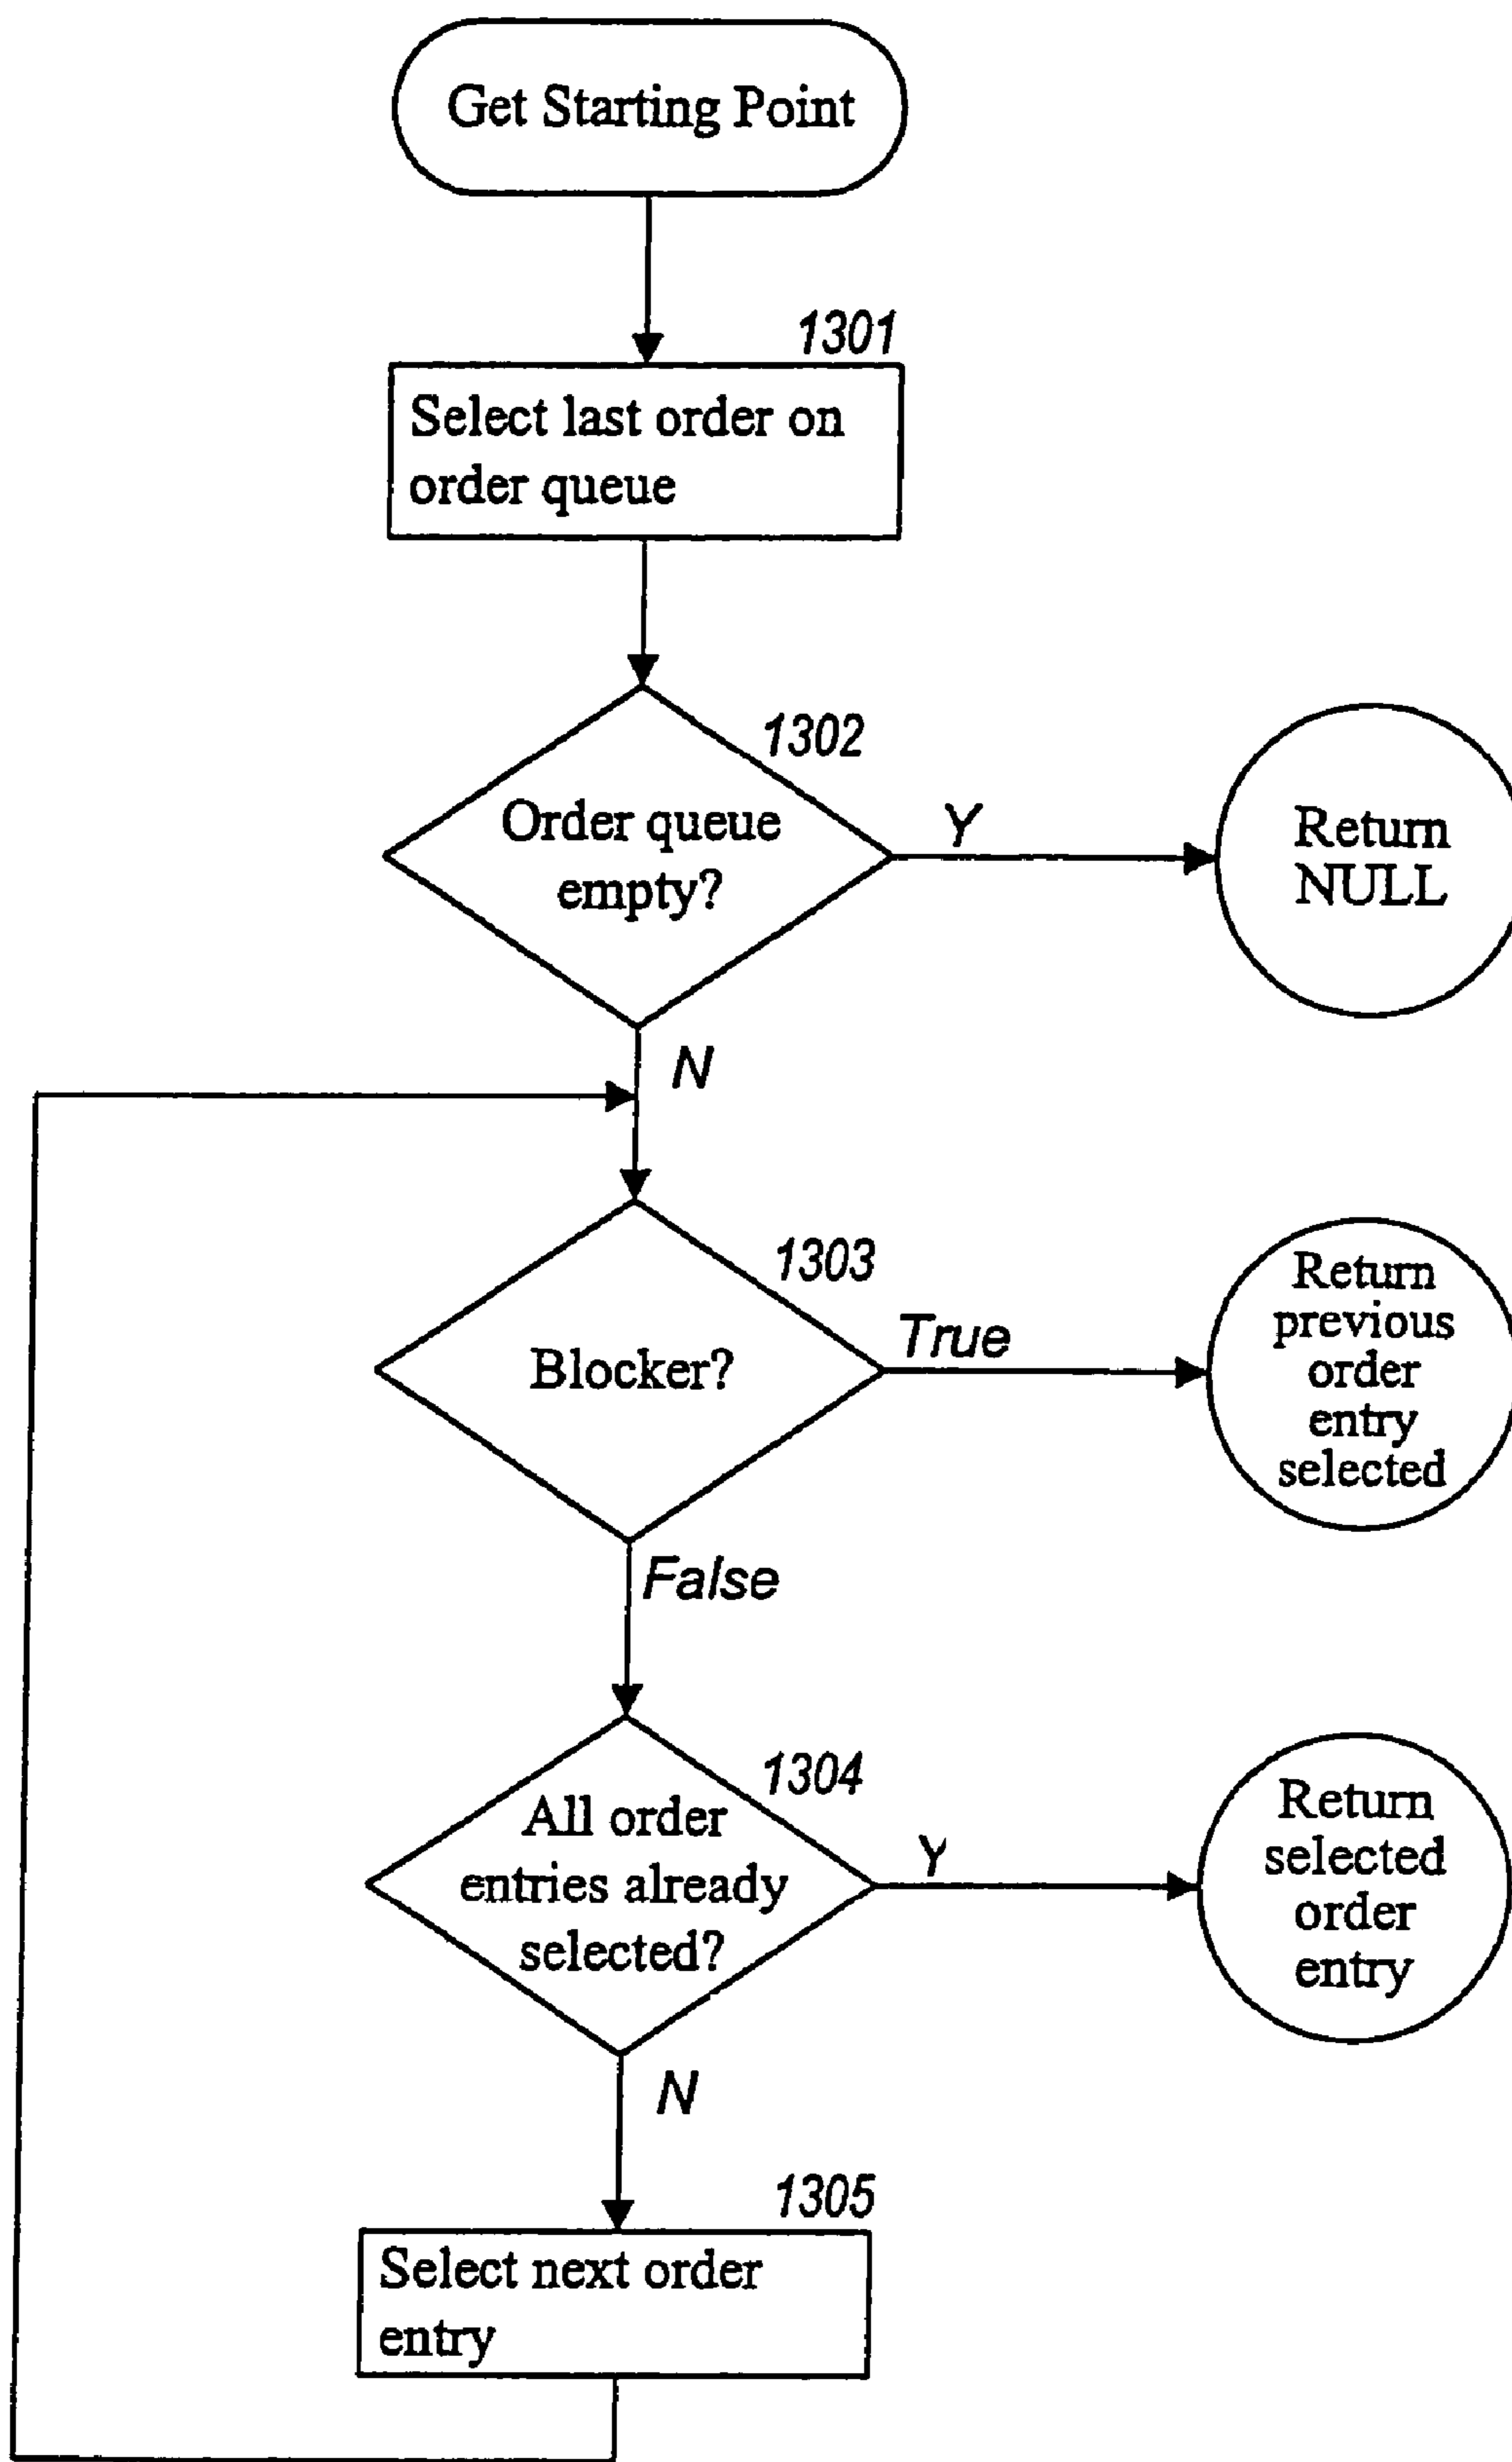 Get Starting Point
1301
Select last order on
order queue
1302
Order queue
empty?
Y
Return
NULL
N
1303
Blocker?
True
Return
previous
order
entry
selected
False
1304
All order
entries already
selected?
Y
Return
selected
order
entry
N
1305
Select next order
entry